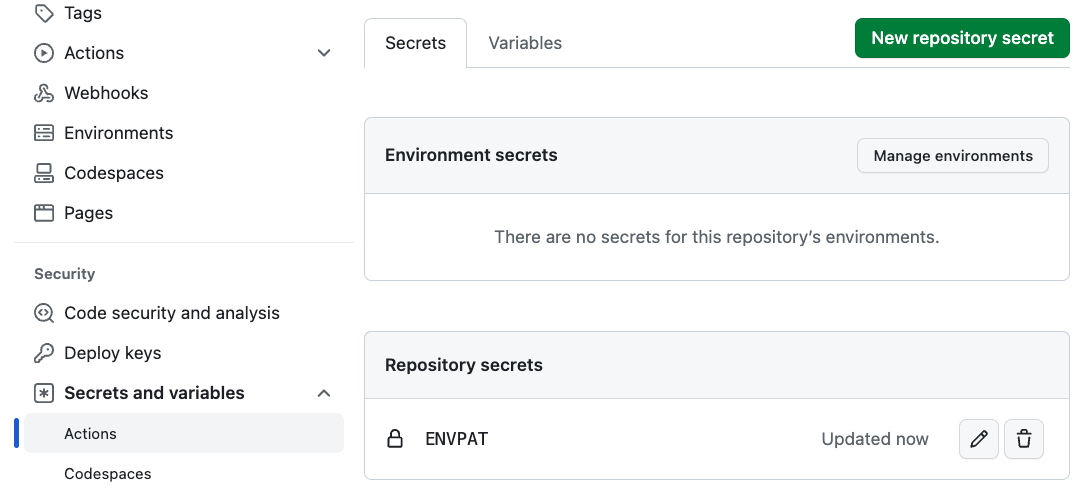 Tags
Actions
Webhooks
Environments
Codespaces
Pages
Security
Code security and analysis
Deploy keys
Secrets and variables
Actions
Codespaces
Secrets Variables New repository secret
Environment secrets Manage environments
There are no secrets for this repository’s environments.
Repository secrets
ENVPAT Updated now